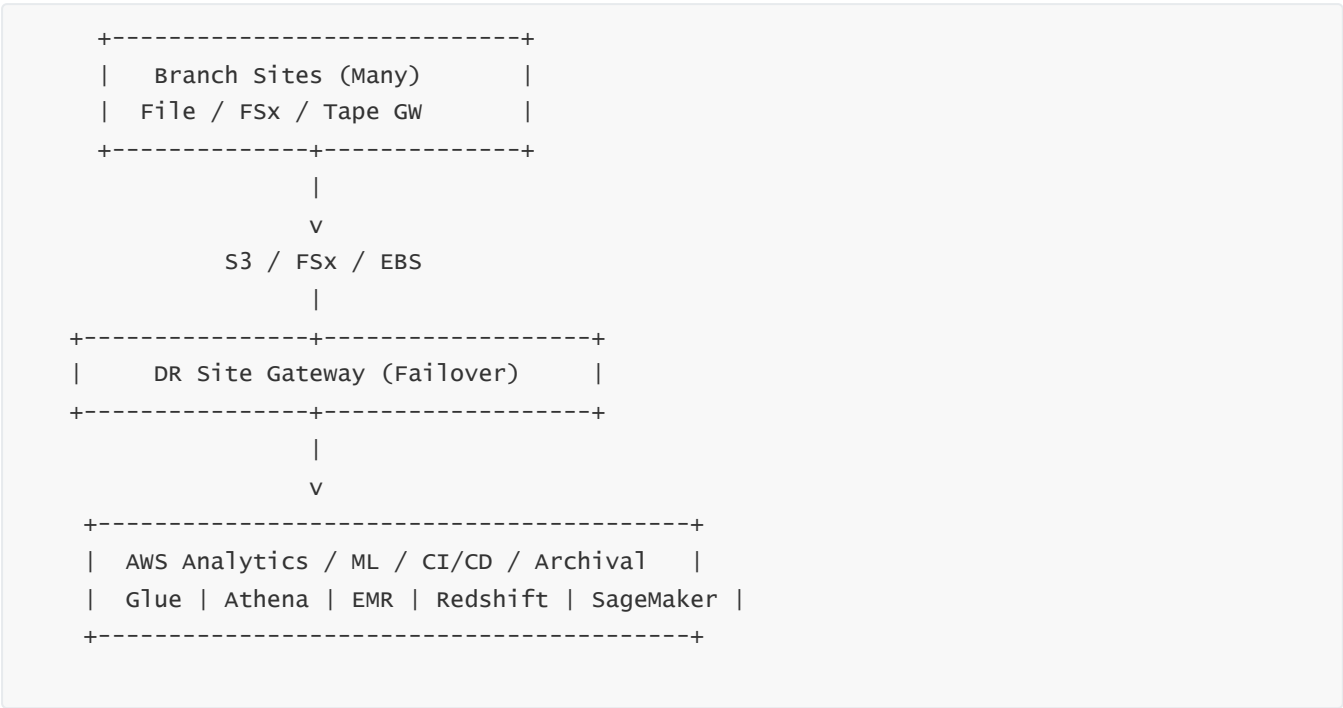 +-----------------------------+
|   Branch Sites (Many)       |
|  File / FSx / Tape GW       |
+--------------+--------------+
|
v
S3 / FSx / EBS
|
+----------------+-------------------+
|     DR Site Gateway (Failover)     |
+----------------+-------------------+
|
v
+------------------------------------------+
|  AWS Analytics / ML / CI/CD / Archival   |
|  Glue | Athena | EMR | Redshift | SageMaker |
+------------------------------------------+